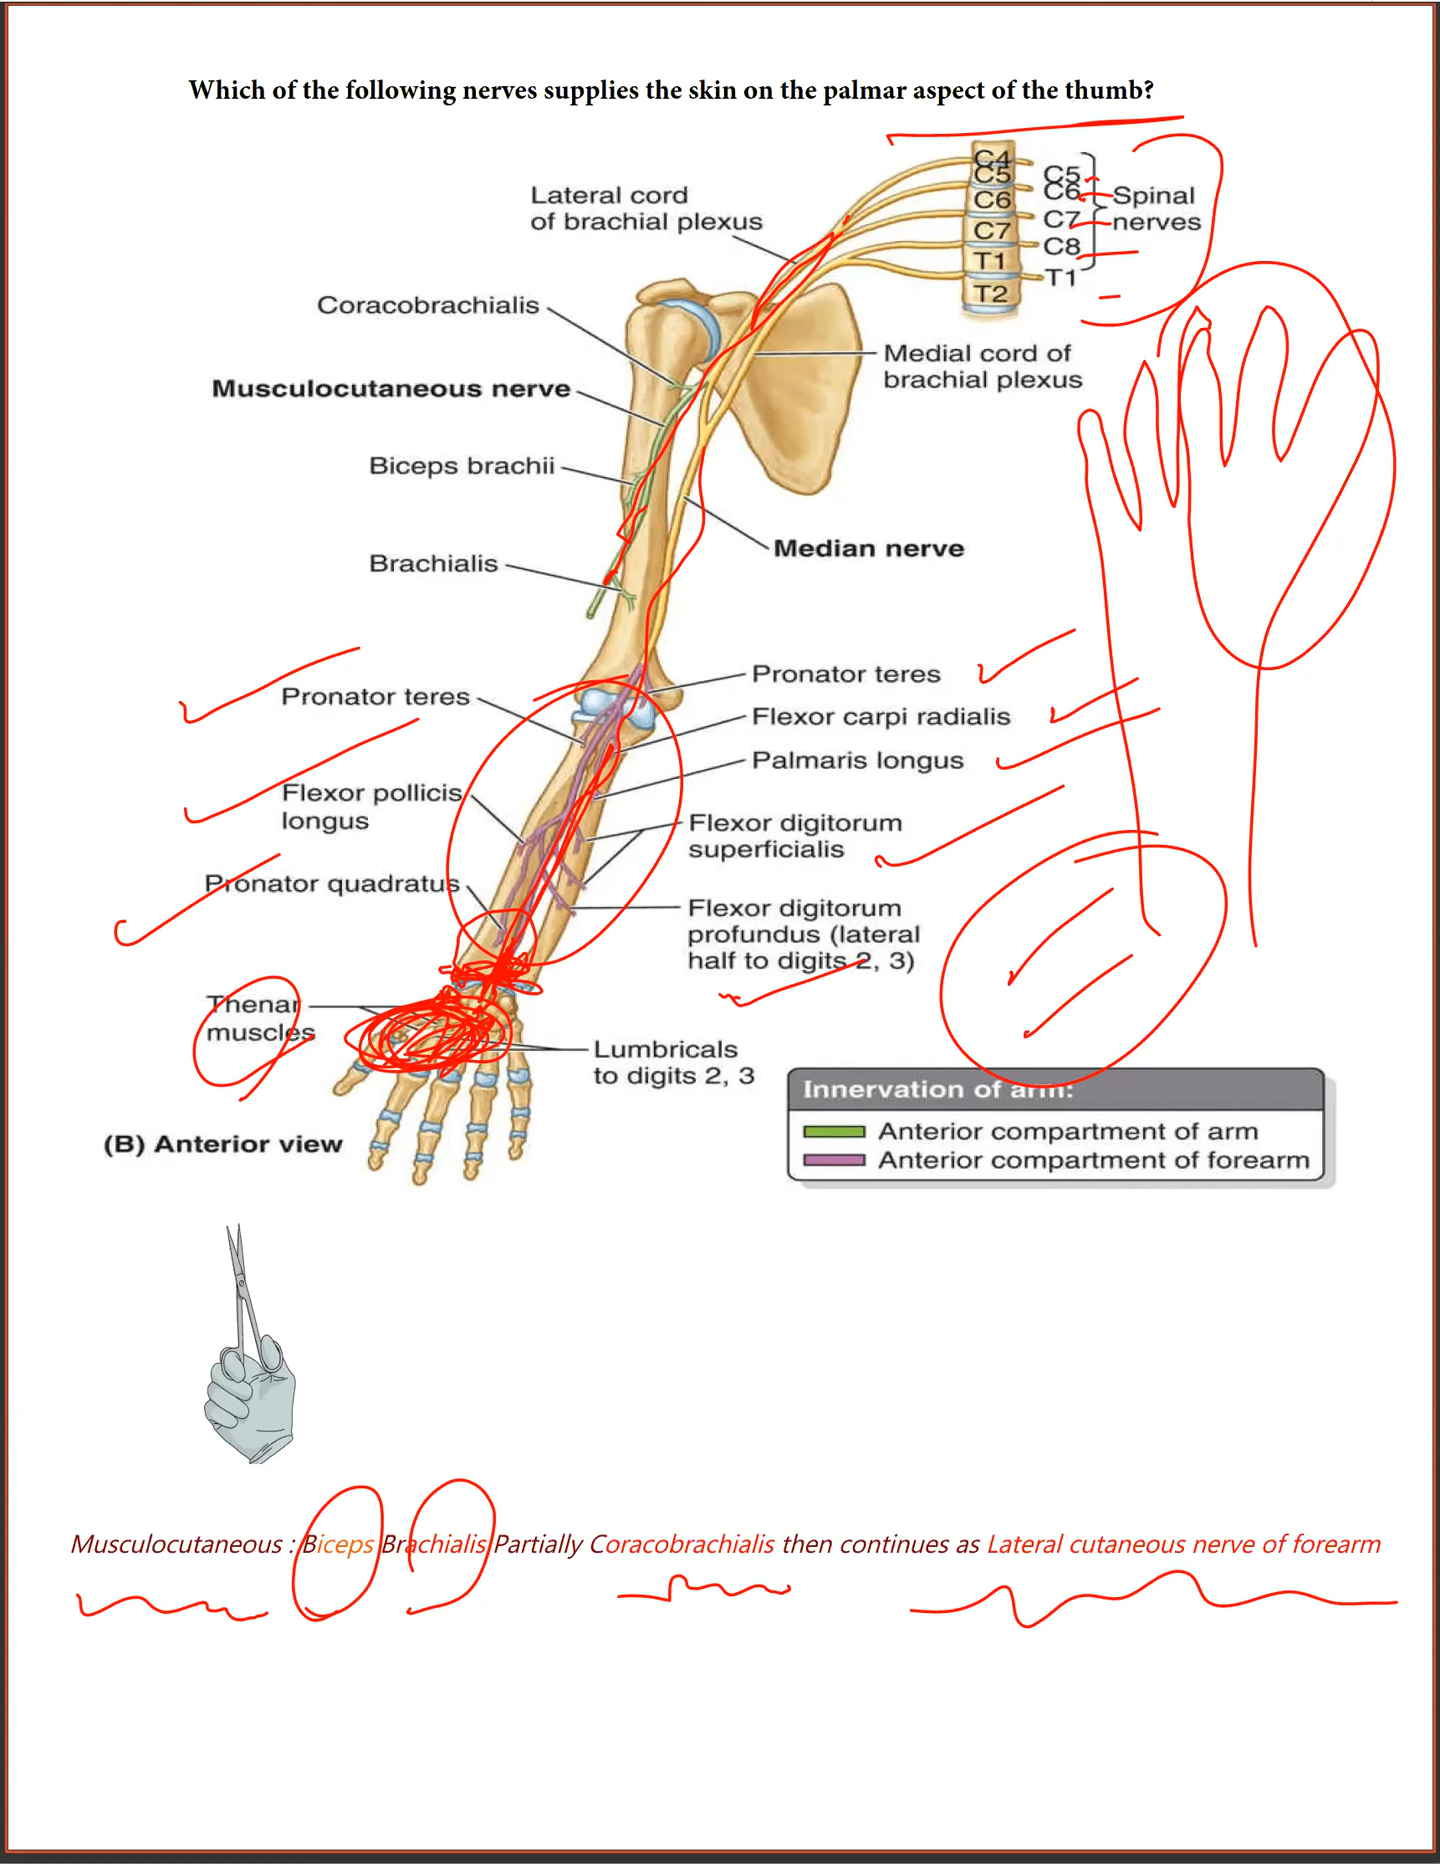 Which of the following nerves supplies the skin on the palmar aspect of the thumb?
C4
C5
C6
C7
T1
T2
C5
C6
C7
C8
T1
Spinal
nerves
Lateral cord
of brachial plexus
Coracobrachialis
Medial cord of
brachial plexus
Musculocutaneous nerve
Biceps brachii
Median nerve
Brachialis
Pronator teres
Pronator teres
Flexor carpi radialis
Palmaris longus
Flexor pollicis
longus
Flexor digitorum
superficialis
Pronator quadratus
Flexor digitorum
profundus (lateral
half to digits 2, 3)
Thenar
muscles
Lumbricals
to digits 2, 3
Innervation of arm:
Anterior compartment of arm
Anterior compartment of forearm
(B) Anterior view
Musculocutaneous : Biceps Brachialis Partially Coracobrachialis then continues as Lateral cutaneous nerve of forearm